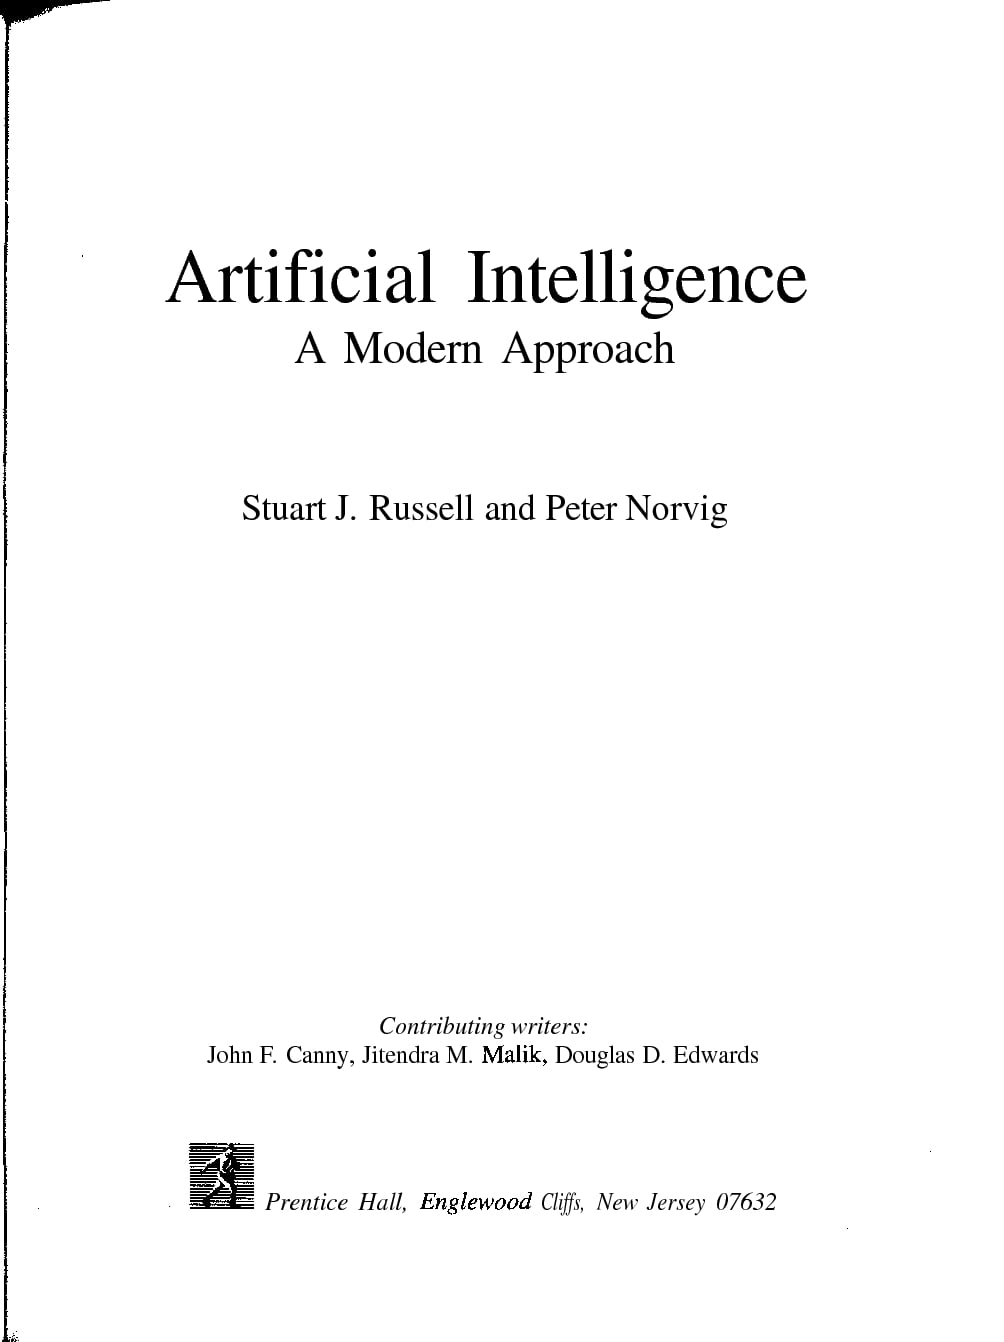 Artificial Intelligence
A Modern Approach
Stuart J. Russell and Peter Norvig
Contributing writers:
John F. Canny, Jitendra M. Malik, Douglas D. Edwards
Prentice Hall, Englewood Cliffs, New Jersey 07632